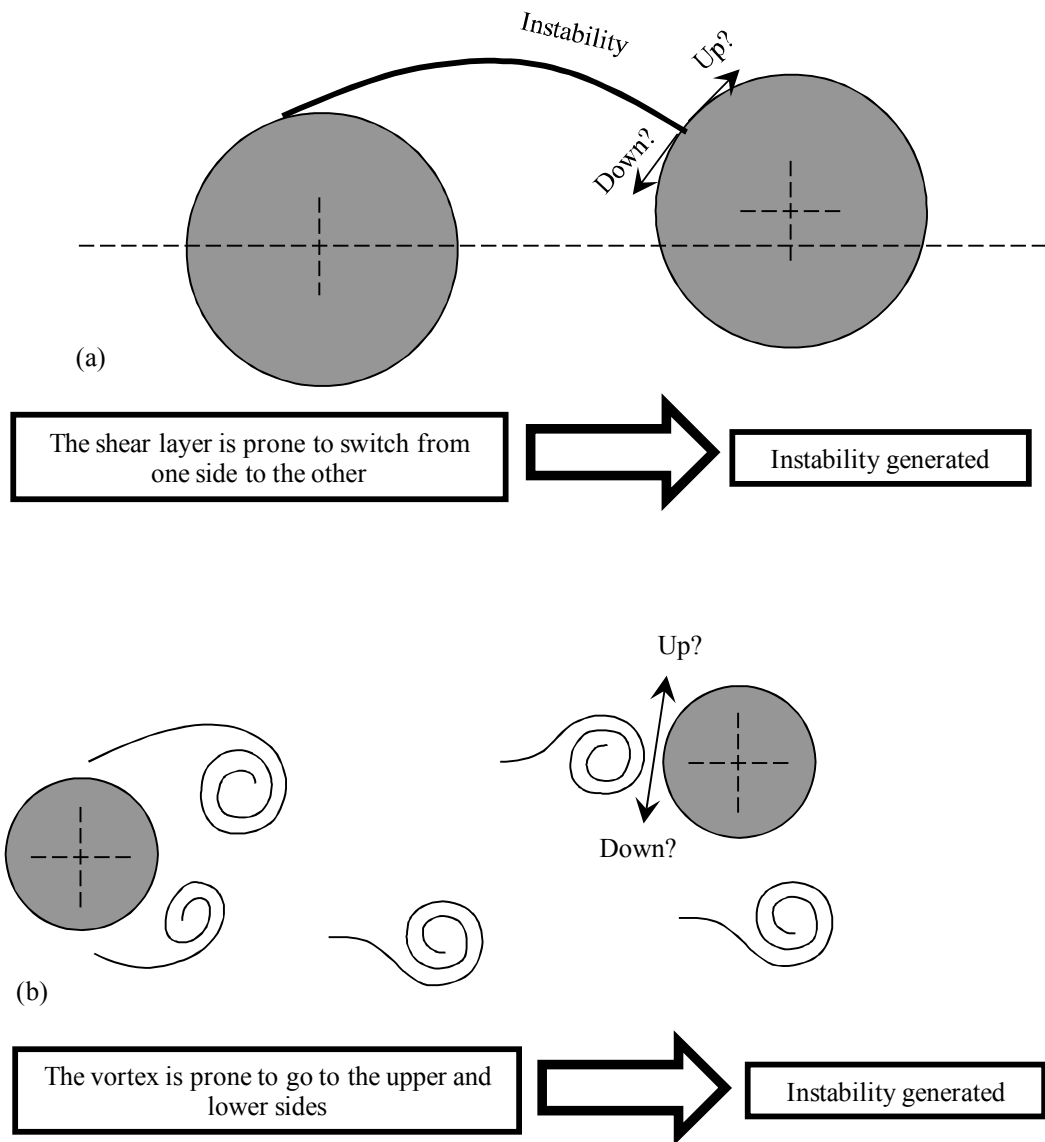 Instability
Up?
Down?
(a)
The shear layer is prone to switch from
one side to the other
Instability generated
Up?
Down?
(b)
The vortex is prone to go to the upper and
lower sides
Instability generated